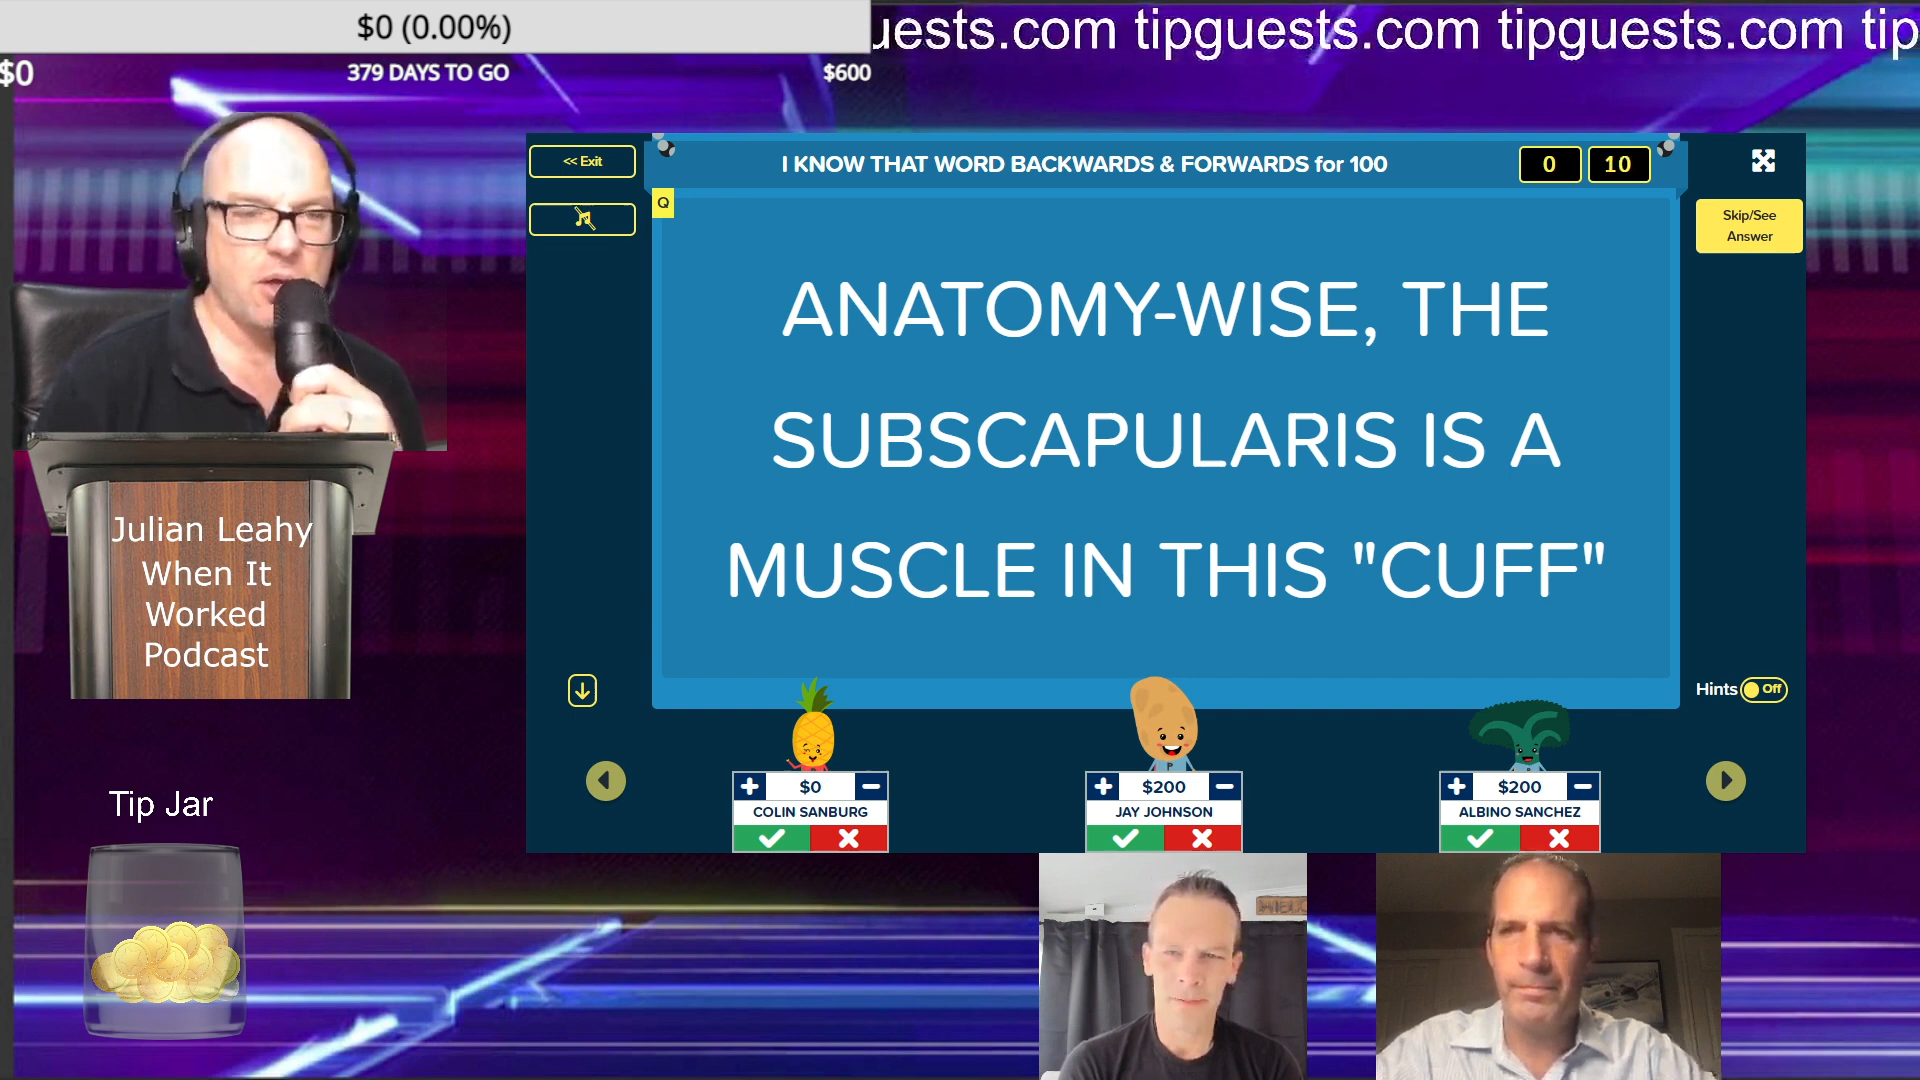 $0 (0.00%)
uests.com tipguests.com tipguests.com tip
$0
379 DAYS TO GO
$600
<< Exit
I KNOW THAT WORD BACKWARDS & FORWARDS for 100
0
10
Q
Skip/See
Answer
ANATOMY-WISE, THE
SUBSCAPULARIS IS A
MUSCLE IN THIS "CUFF"
Julian Leahy
When It
Worked
Podcast
Hints
Off
Tip Jar
P
$0
COLIN SANBURG
$200
JAY JOHNSON
$200
ALBINO SANCHEZ